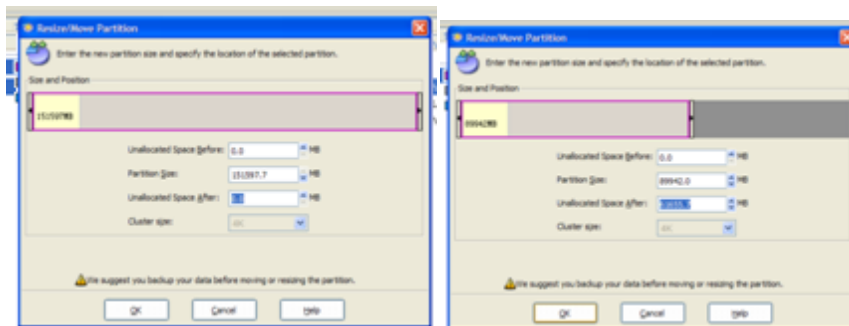 Resize/Move Partition
Enter the new partition size and specify the location of the selected partition.
Size and Position
151597MB
Unallocated Space Before: 0.0 MB
Partition Size: 151597.7 MB
Unallocated Space After: 0.0 MB
Cluster size: 4K
We suggest you backup your data before moving or resizing the partition.
OK Cancel Help
Resize/Move Partition
Enter the new partition size and specify the location of the selected partition.
Size and Position
89942MB
Unallocated Space Before: 0.0 MB
Partition Size: 89942.0 MB
Unallocated Space After: MB
Cluster size: 4K
We suggest you backup your data before moving or resizing the partition.
OK Cancel Help